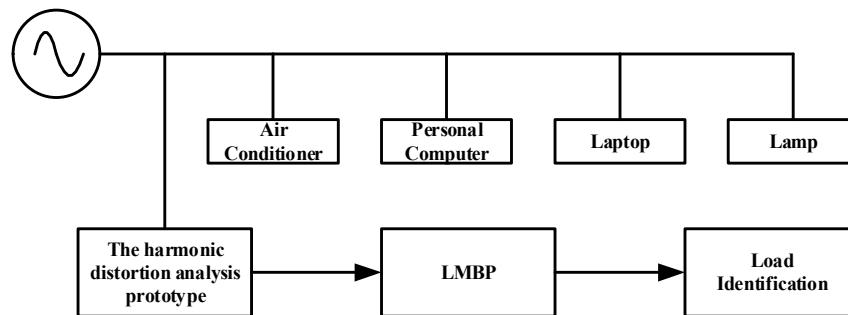 Air
Conditioner
Personal
Computer
Laptop
Lamp
The harmonic
distortion analysis
prototype
LMBP
Load
Identification